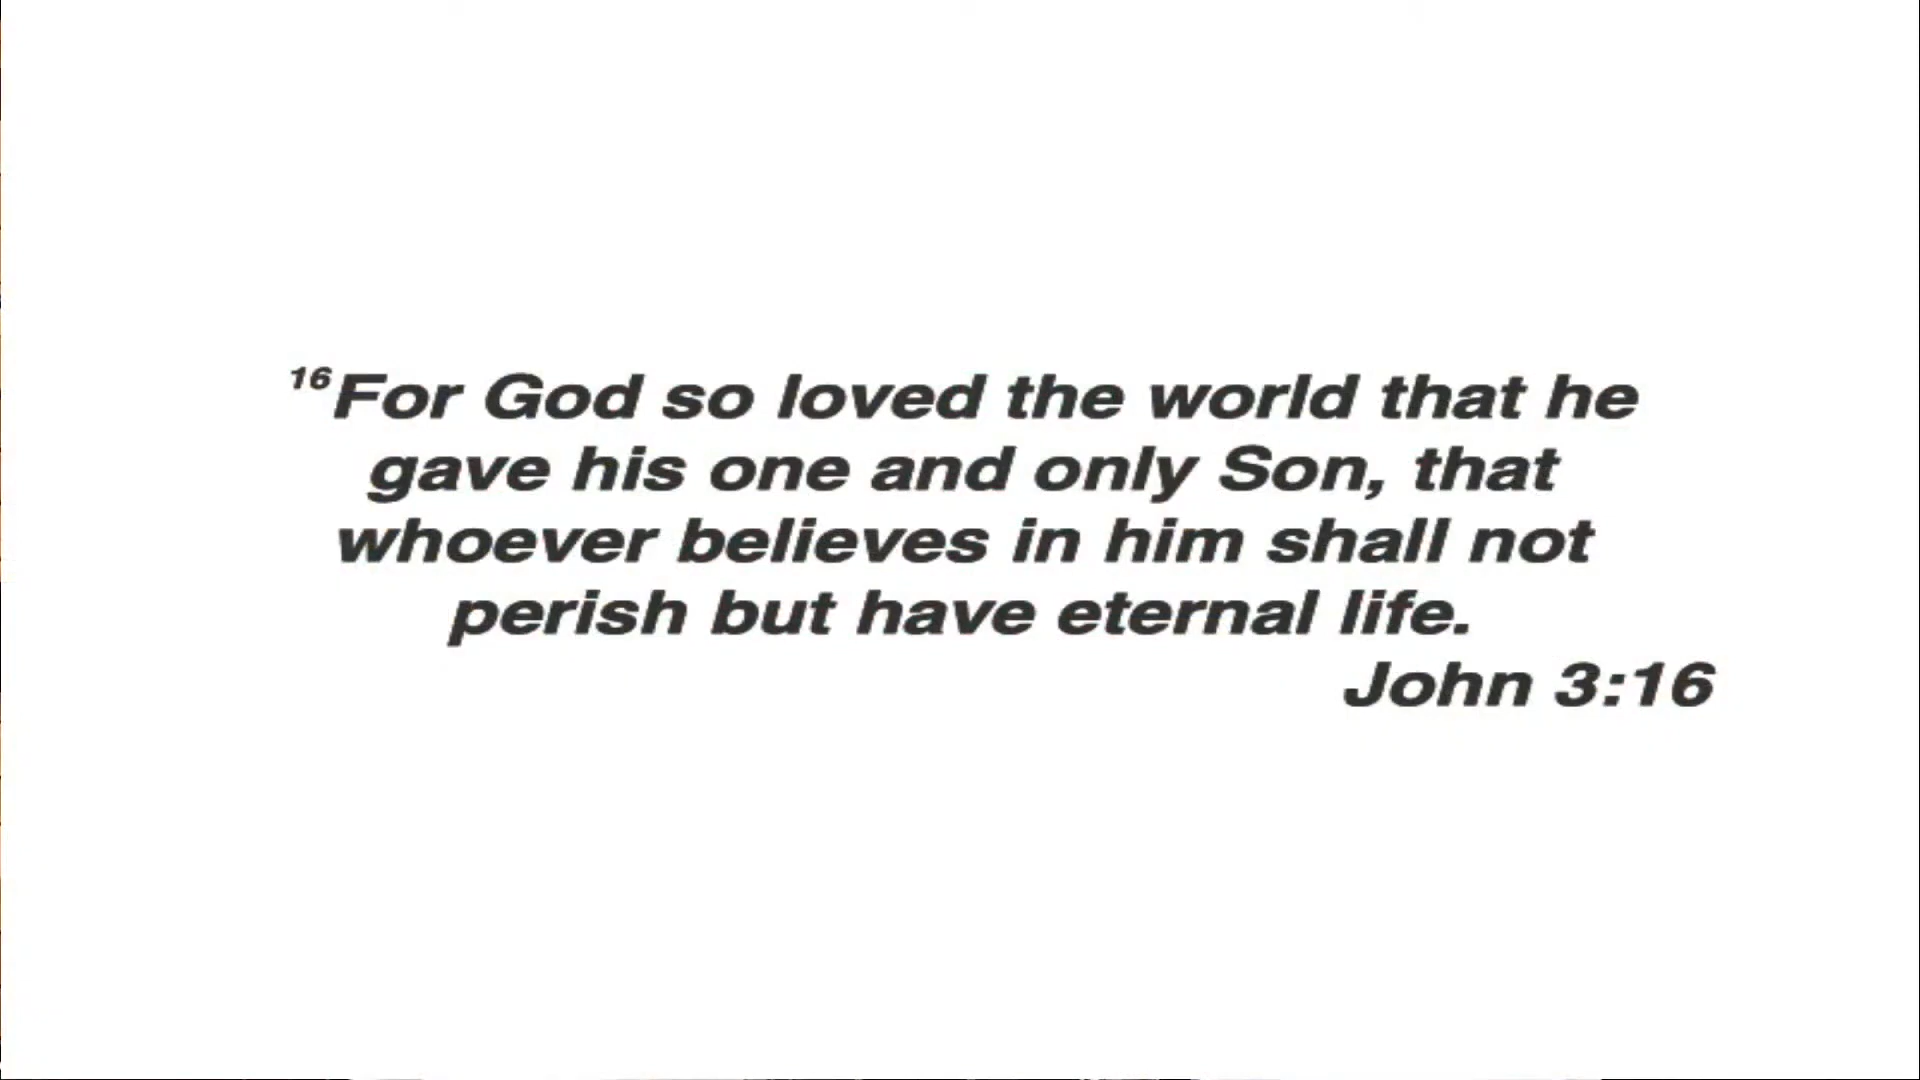 16For God so loved the world that he
gave his one and only Son, that
whoever believes in him shall not
perish but have eternal life.
John 3:16